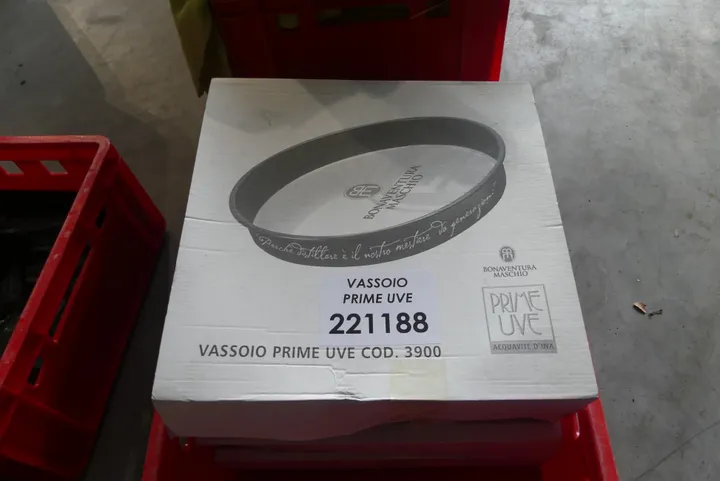 BONAVENTURA
MASCHIO
"Perché distillare è il nostro mestiere da generazioni."
BONAVENTURA
MASCHIO
VASSOIO
PRIME UVE
221188
PRIME
UVE
ACQUAVITE D'UVA
VASSOIO PRIME UVE COD. 3900